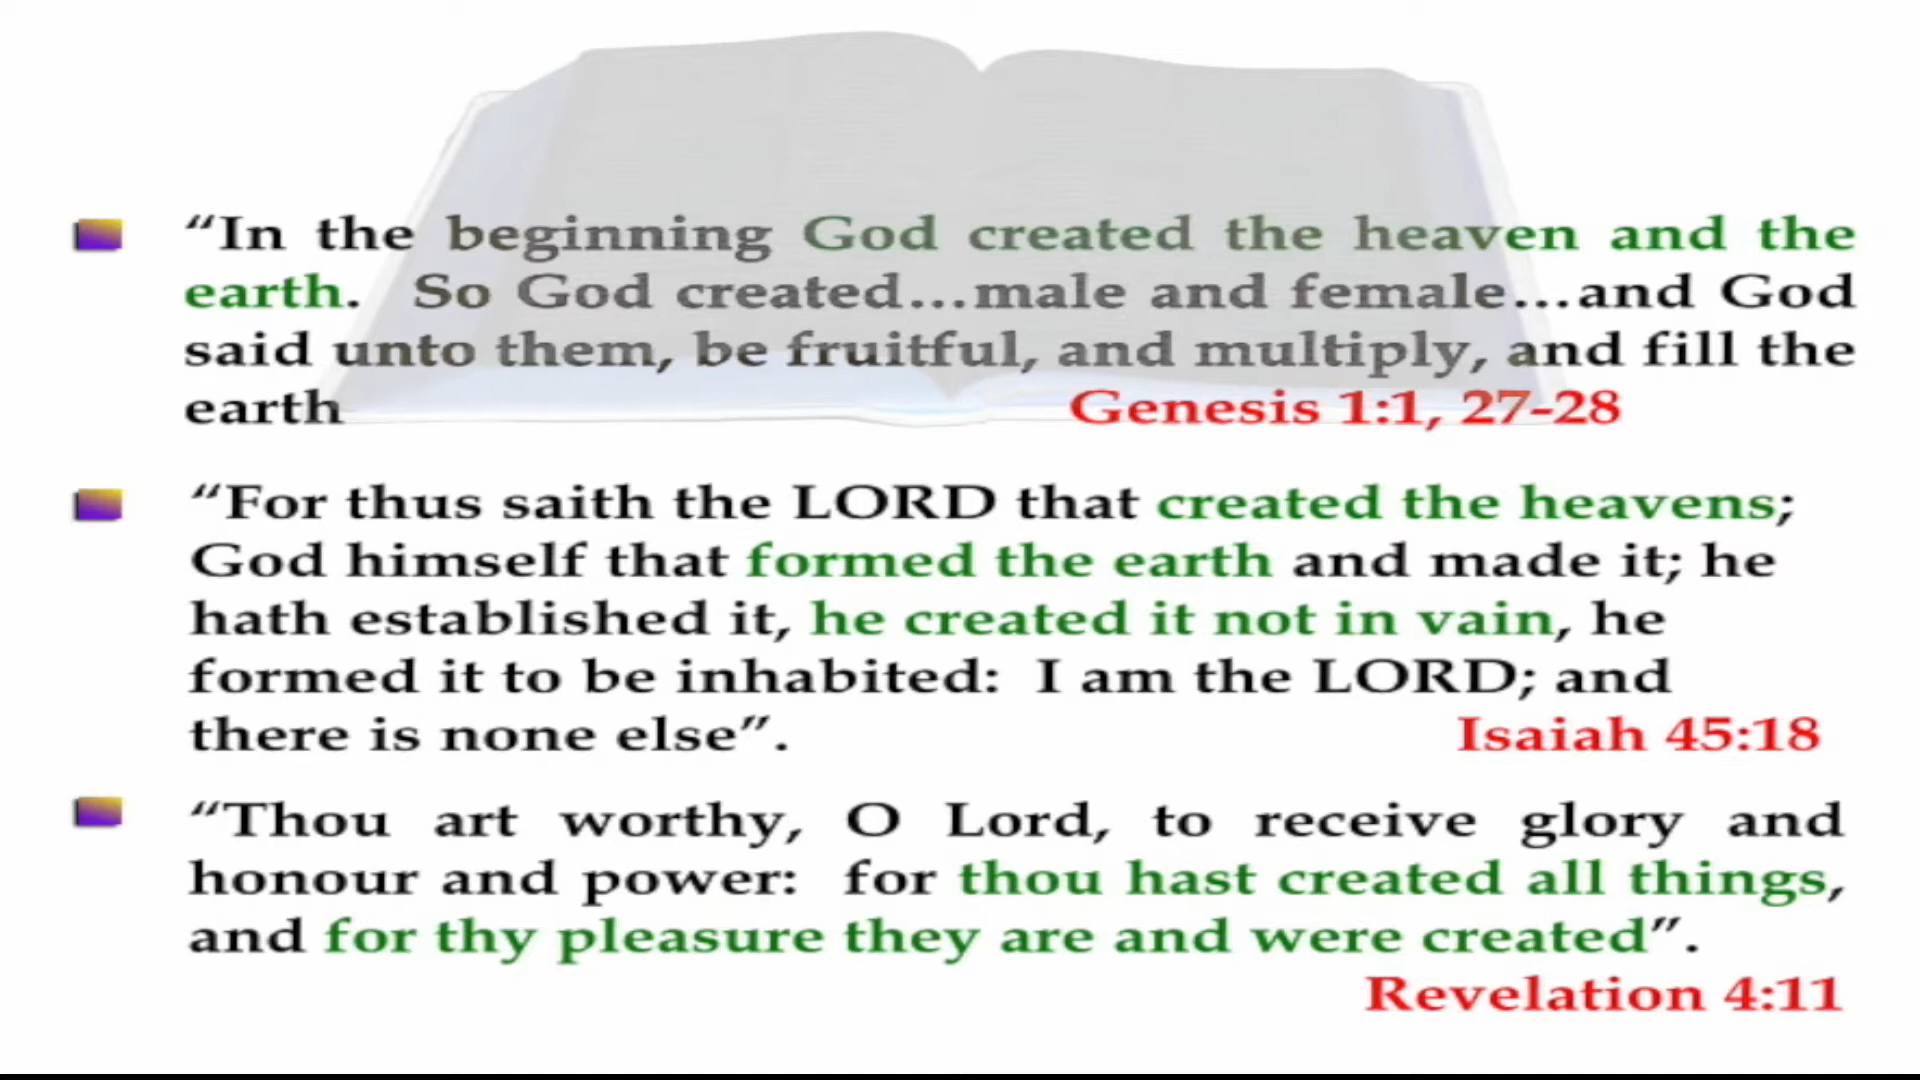 “In the beginning God created the heaven and the
earth. So God created...male and female...and God
said unto them, be fruitful, and multiply, and fill the
earth Genesis 1:1, 27-28
“For thus saith the LORD that created the heavens;
God himself that formed the earth and made it; he
hath established it, he created it not in vain, he
formed it to be inhabited: I am the LORD; and
there is none else”. Isaiah 45:18
“Thou art worthy, O Lord, to receive glory and
honour and power: for thou hast created all things,
and for thy pleasure they are and were created”.
Revelation 4:11